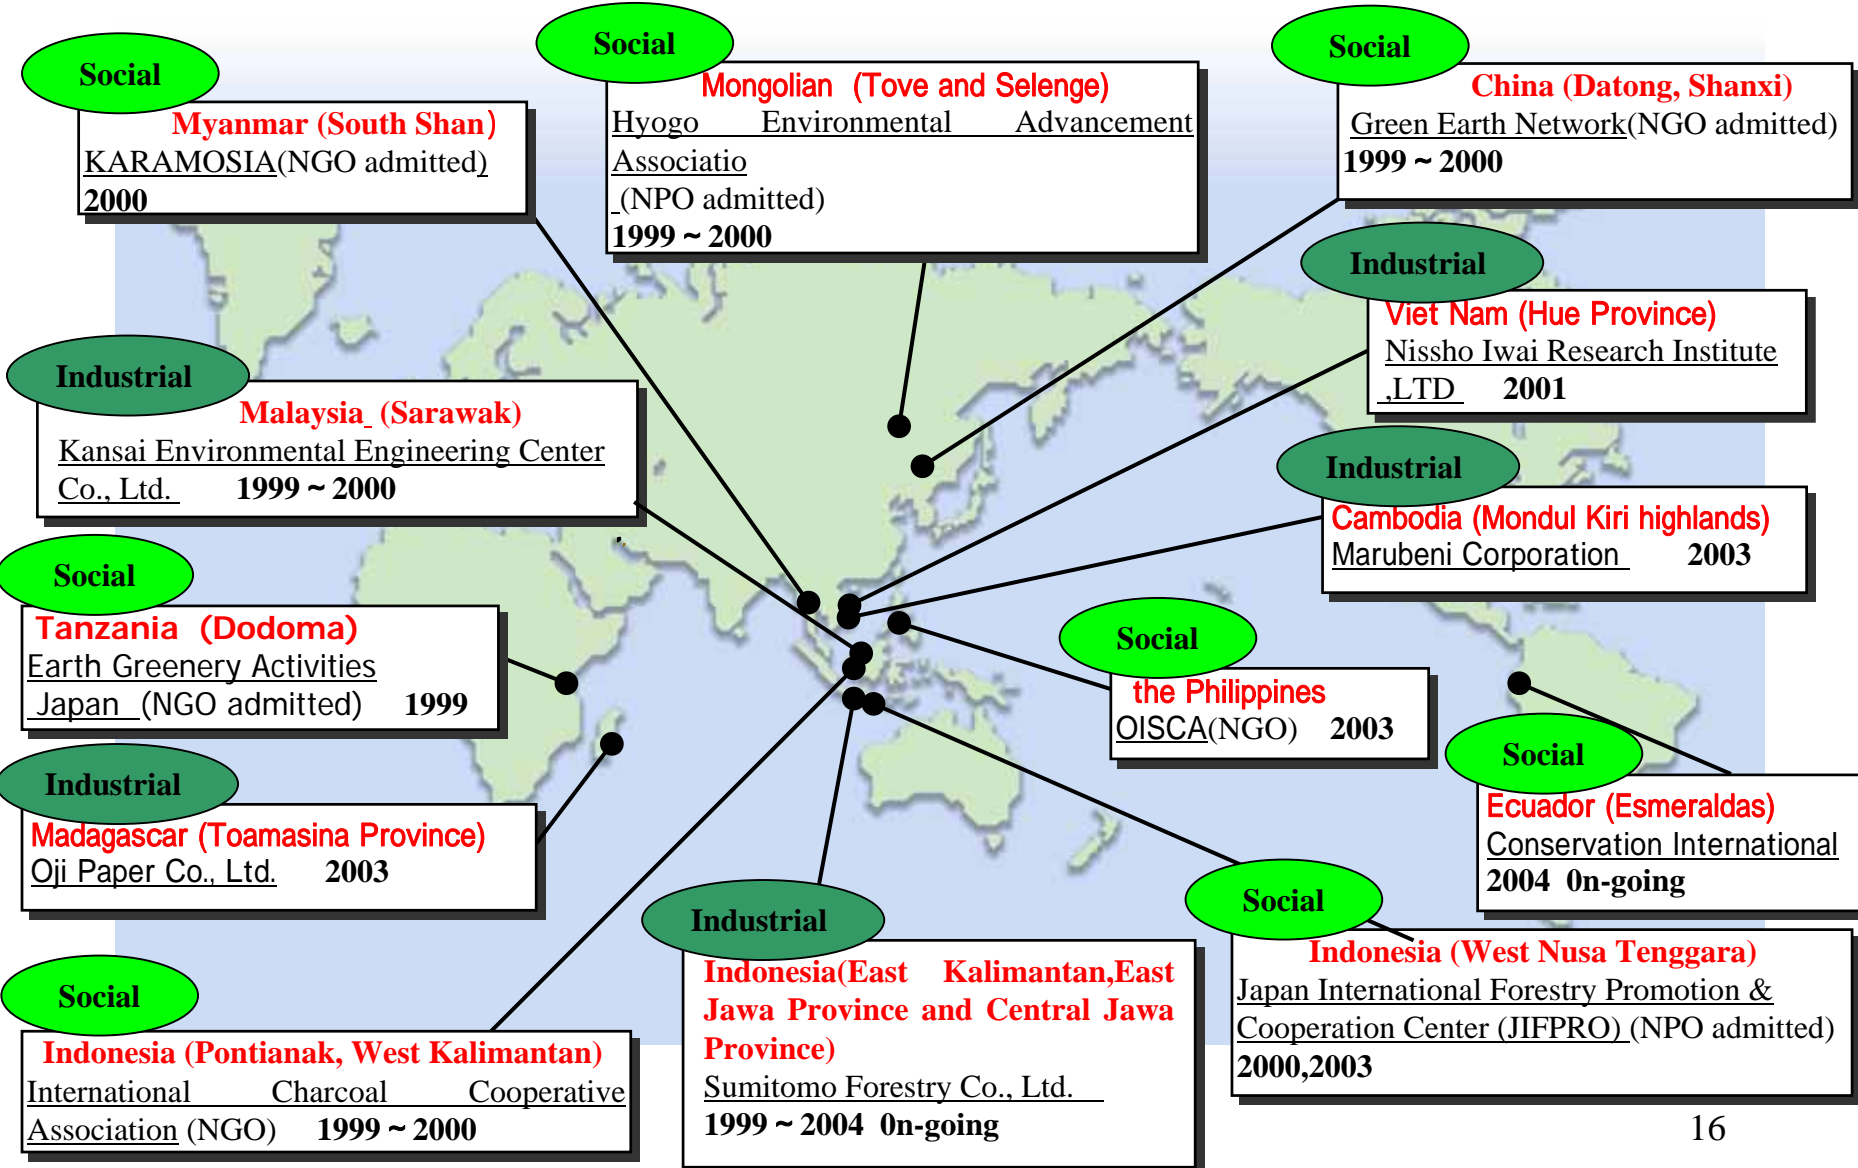 Social
Myanmar (South Shan)
KARAMOSIA(NGO admitted)
2000
Social
Mongolian (Tove and Selenge)
Hyogo Environmental Advancement
Associatio
(NPO admitted)
1999 ~ 2000
Social
China (Datong, Shanxi)
Green Earth Network(NGO admitted)
1999 ~ 2000
Industrial
Viet Nam (Hue Province)
Nissho Iwai Research Institute
,LTD 2001
Industrial
Malaysia (Sarawak)
Kansai Environmental Engineering Center
Co., Ltd. 1999 ~ 2000
Industrial
Cambodia (Mondul Kiri highlands)
Marubeni Corporation 2003
Social
Tanzania (Dodoma)
Earth Greenery Activities
Japan (NGO admitted) 1999
Social
the Philippines
OISCA(NGO) 2003
Industrial
Madagascar (Toamasina Province)
Oji Paper Co., Ltd. 2003
Social
Ecuador (Esmeraldas)
Conservation International
2004 0n-going
Social
Indonesia (Pontianak, West Kalimantan)
International Charcoal Cooperative
Association (NGO) 1999 ~ 2000
Industrial
Indonesia(East Kalimantan,East
Jawa Province and Central Jawa
Province)
Sumitomo Forestry Co., Ltd.
1999 ~ 2004 0n-going
Social
Indonesia (West Nusa Tenggara)
Japan International Forestry Promotion &
Cooperation Center (JIFPRO) (NPO admitted)
2000,2003
16